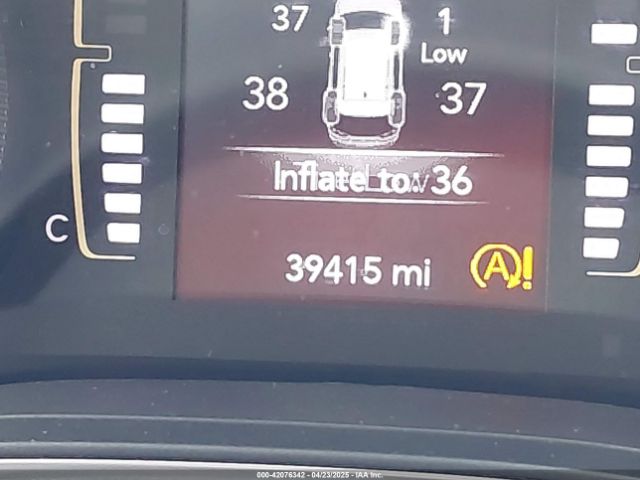 37 1
Low
38 37
Inflate to: 36
C
39415 mi A!
000-42076342 - 04/23/2025 - IAA Inc.